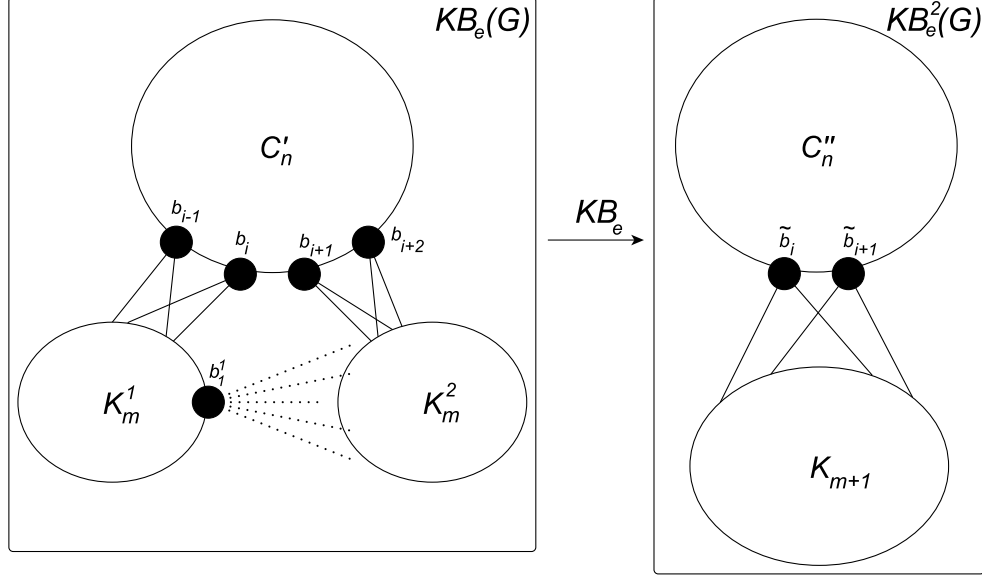 KB_e(G)
C'_n
b_{i-1}
b_i
b_{i+1}
b_{i+2}
b^1_1
K^1_m
K^2_m
KB_e
KB^2_e(G)
C''_n
b̃_i
b̃_{i+1}
K_{m+1}